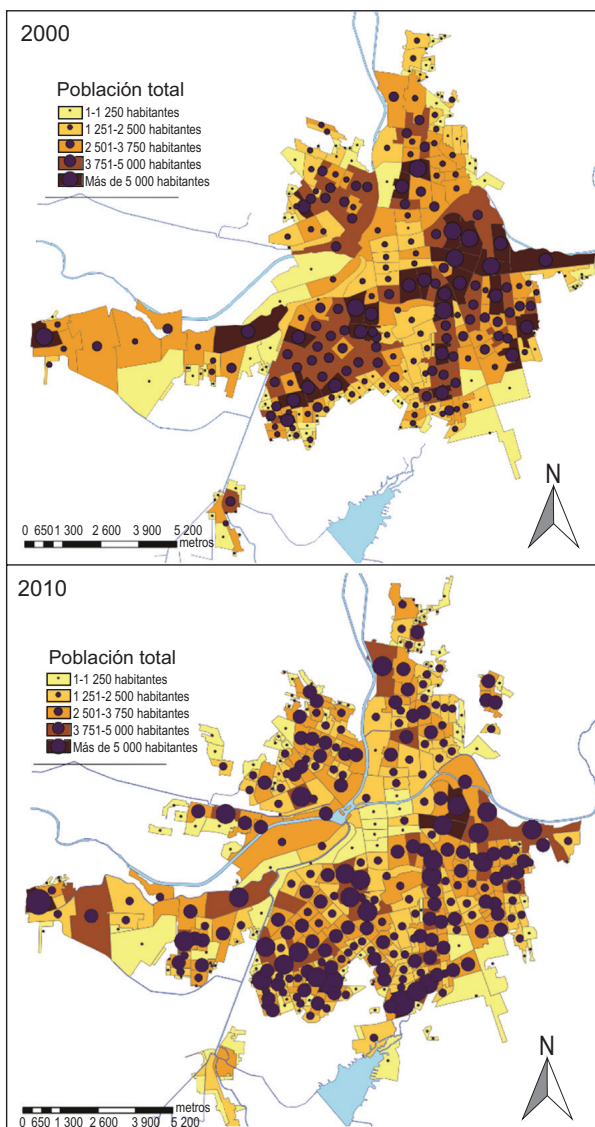 2000
Población total
1-1 250 habitantes
1 251-2 500 habitantes
2 501-3 750 habitantes
3 751-5 000 habitantes
Más de 5 000 habitantes
N
0 650 1 300 2 600 3 900 5 200
metros
2010
Población total
1-1 250 habitantes
1 251-2 500 habitantes
2 501-3 750 habitantes
3 751-5 000 habitantes
Más de 5 000 habitantes
N
metros
0 650 1 300 2 600 3 900 5 200